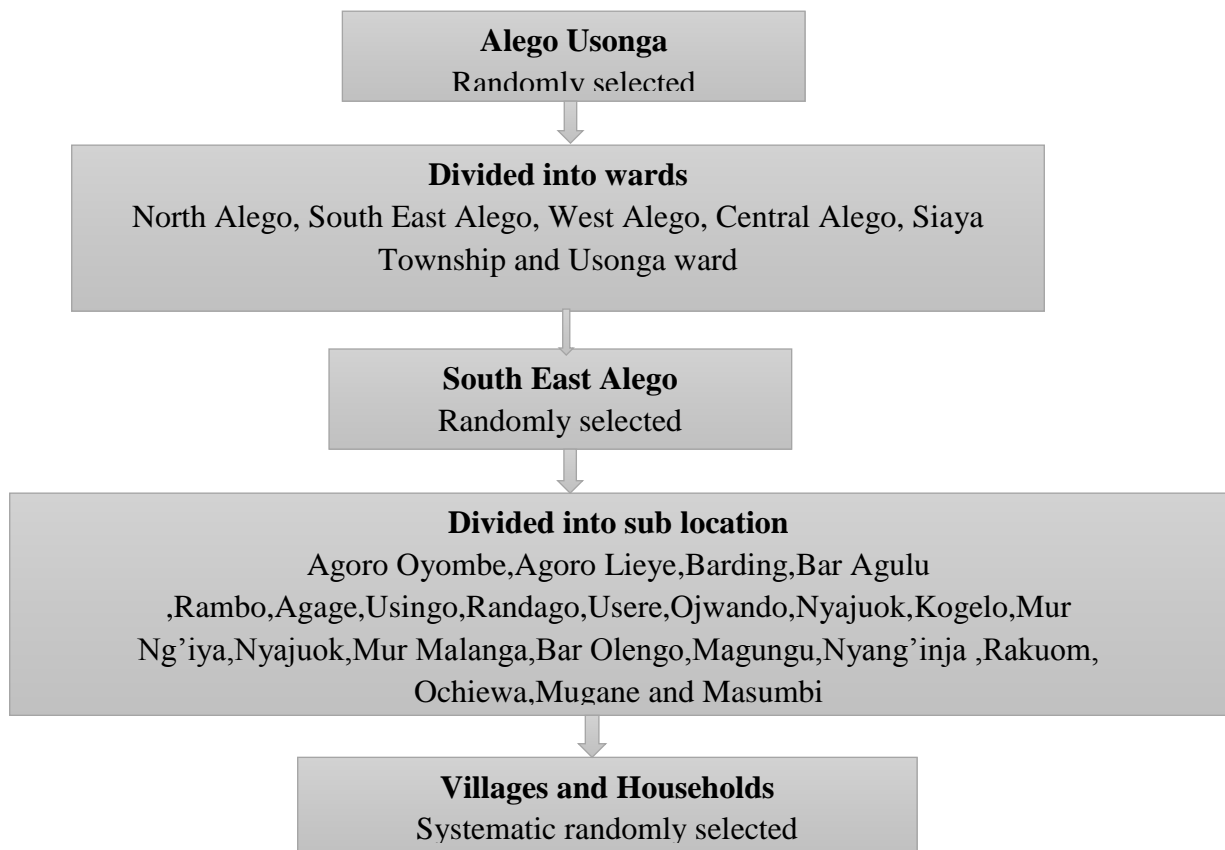 Alego Usonga
Randomly selected
Divided into wards
North Alego, South East Alego, West Alego, Central Alego, Siaya
Township and Usonga ward
South East Alego
Randomly selected
Divided into sub location
Agoro Oyombe,Agoro Lieye,Barding,Bar Agulu
,Rambo,Agage,Usingo,Randago,Usere,Ojwando,Nyajuok,Kogelo,Mur
Ng’iya,Nyajuok,Mur Malanga,Bar Olengo,Magungu,Nyang’inja ,Rakuom,
Ochiewa,Mugane and Masumbi
Villages and Households
Systematic randomly selected